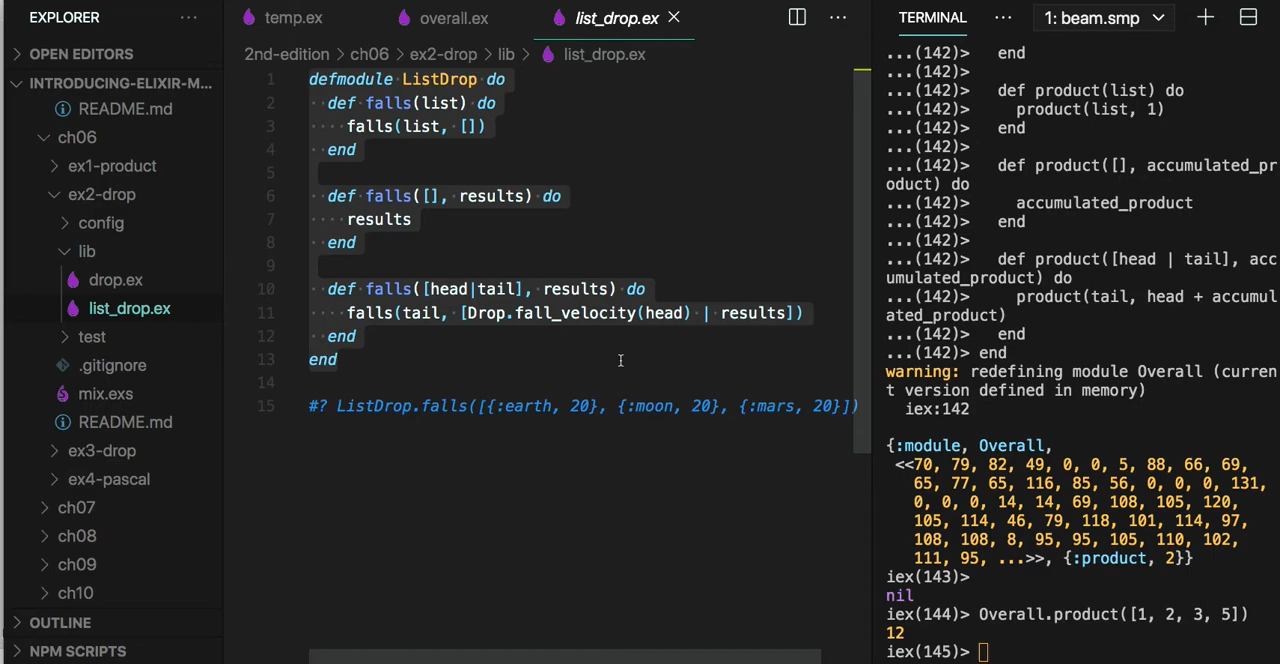 EXPLORER
OPEN EDITORS
INTRODUCING-ELIXIR-M...
README.md
ch06
ex1-product
ex2-drop
config
lib
drop.ex
list_drop.ex
test
.gitignore
mix.exs
README.md
ex3-drop
ex4-pascal
ch07
ch08
ch09
ch10
OUTLINE
NPM SCRIPTS
temp.ex overall.ex list_drop.ex
2nd-edition > ch06 > ex2-drop > lib > list_drop.ex
1 defmodule ListDrop do
2 def falls(list) do
3 falls(list, [])
4 end
5
6 def falls([], results) do
7 results
8 end
9
10 def falls([head|tail], results) do
11 falls(tail, [Drop.fall_velocity(head) | results])
12 end
13 end
14
15 #? ListDrop.falls([{:earth, 20}, {:moon, 20}, {:mars, 20}])
TERMINAL ... 1: beam.smp
...(142)> end
...(142)>
...(142)> def product(list) do
...(142)> product(list, 1)
...(142)> end
...(142)>
...(142)> def product([], accumulated_pr
oduct) do
...(142)> accumulated_product
...(142)> end
...(142)>
...(142)> def product([head | tail], acc
umulated_product) do
...(142)> product(tail, head + accumul
ated_product)
...(142)> end
...(142)> end
warning: redefining module Overall (curren
t version defined in memory)
iex:142
{:module, Overall,
<<70, 79, 82, 49, 0, 0, 5, 88, 66, 69,
65, 77, 65, 116, 85, 56, 0, 0, 0, 131,
0, 0, 0, 14, 14, 69, 108, 105, 120,
105, 114, 46, 79, 118, 101, 114, 97,
108, 108, 8, 95, 95, 105, 110, 102,
111, 95, ...>>, {:product, 2}}
iex(143)>
nil
iex(144)> Overall.product([1, 2, 3, 5])
12
iex(145)>